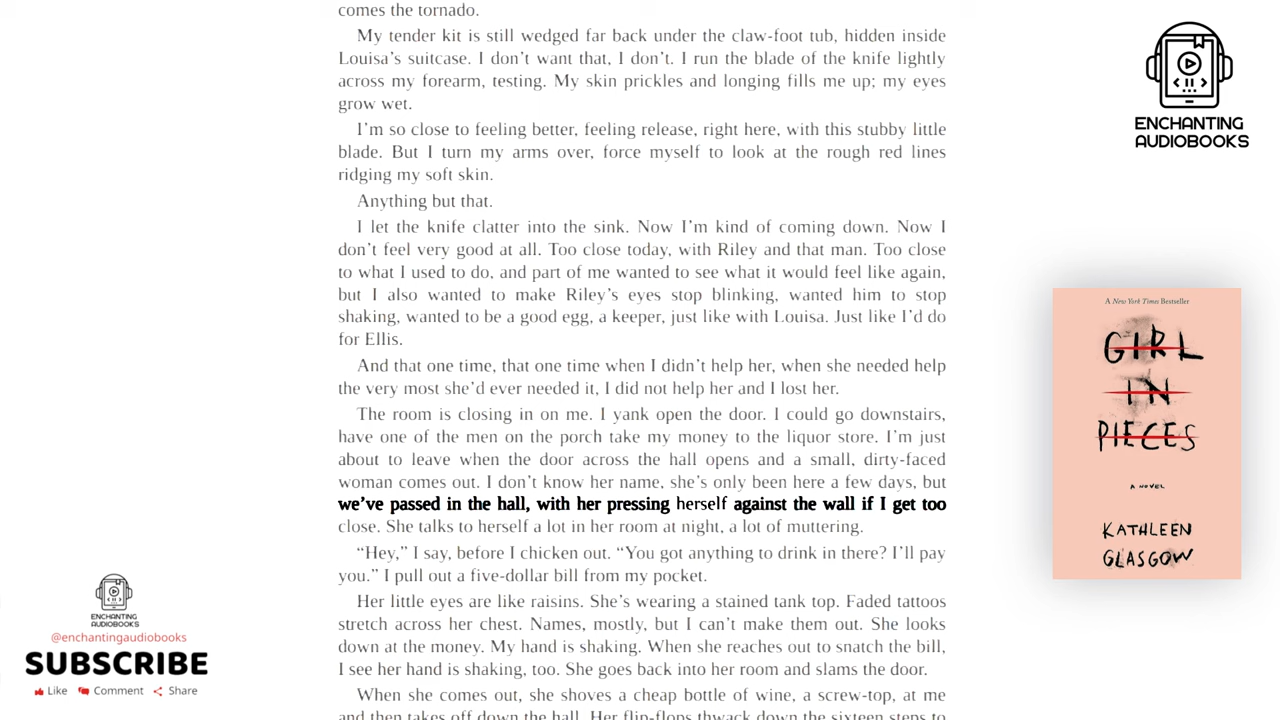 comes the tornado.
My tender kit is still wedged far back under the claw-foot tub, hidden inside
Louisa’s suitcase. I don’t want that, I don’t. I run the blade of the knife lightly
across my forearm, testing. My skin prickles and longing fills me up; my eyes
grow wet.
I’m so close to feeling better, feeling release, right here, with this stubby little
blade. But I turn my arms over, force myself to look at the rough red lines
ridging my soft skin.
Anything but that.
I let the knife clatter into the sink. Now I’m kind of coming down. Now I
don’t feel very good at all. Too close today, with Riley and that man. Too close
to what I used to do, and part of me wanted to see what it would feel like again,
but I also wanted to make Riley’s eyes stop blinking, wanted him to stop
shaking, wanted to be a good egg, a keeper, just like with Louisa. Just like I’d do
for Ellis.
And that one time, that one time when I didn’t help her, when she needed help
the very most she’d ever needed it, I did not help her and I lost her.
The room is closing in on me. I yank open the door. I could go downstairs,
have one of the men on the porch take my money to the liquor store. I’m just
about to leave when the door across the hall opens and a small, dirty-faced
woman comes out. I don’t know her name, she’s only been here a few days, but
we’ve passed in the hall, with her pressing herself against the wall if I get too
close. She talks to herself a lot in her room at night, a lot of muttering.
“Hey,” I say, before I chicken out. “You got anything to drink in there? I’ll pay
you.” I pull out a five-dollar bill from my pocket.
Her little eyes are like raisins. She’s wearing a stained tank top. Faded tattoos
stretch across her chest. Names, mostly, but I can’t make them out. She looks
down at the money. My hand is shaking. When she reaches out to snatch the bill,
I see her hand is shaking, too. She goes back into her room and slams the door.
When she comes out, she shoves a cheap bottle of wine, a screw-top, at me
and then takes off down the hall. Her flip-flops thwack down the sixteen steps to
ENCHANTING
AUDIOBOOKS
A New York Times Bestseller
GIRL
IN
PIECES
A NOVEL
KATHLEEN
GLASGOW
ENCHANTING
AUDIOBOOKS
@enchantingaudiobooks
SUBSCRIBE
Like Comment Share